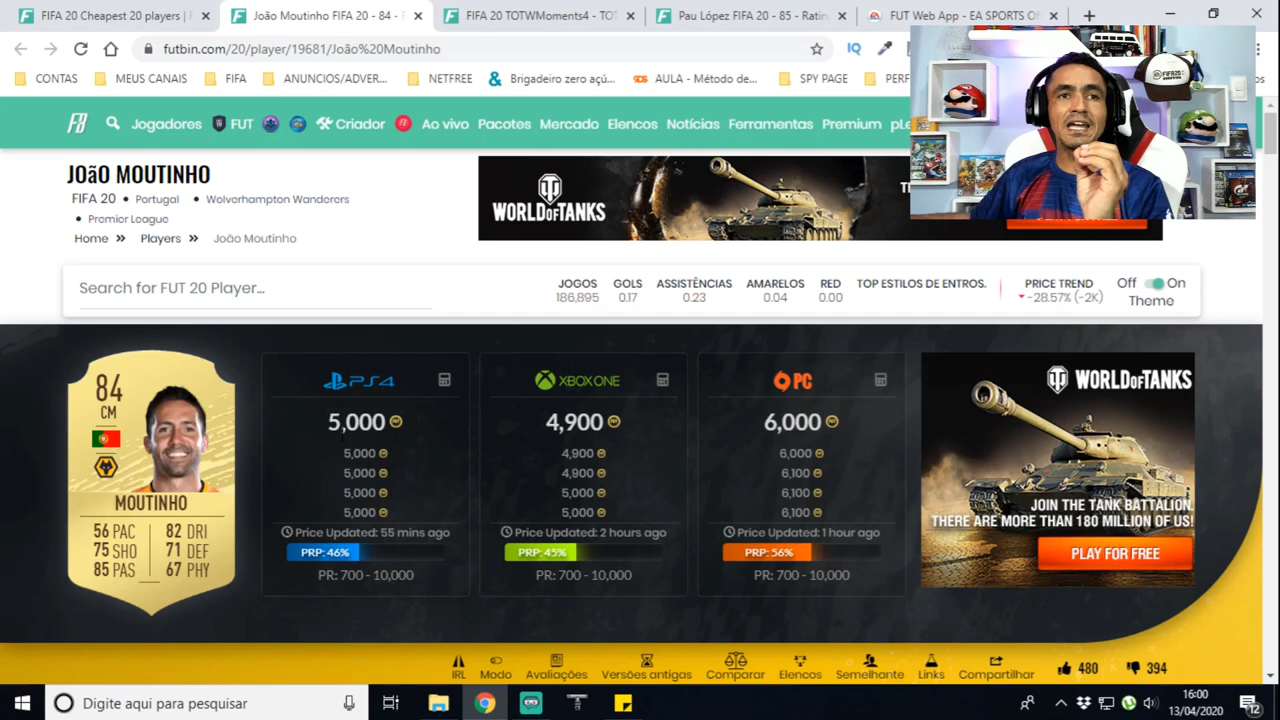 FIFA 20 Cheapest 20 players |
João Moutinho FIFA 20 - 84 - F
FIFA 20 TOTWMoments4 - TOT
Pau López FIFA 20 - 85 - Ratin
FUT Web App - EA SPORTS Of
futbin.com/20/player/19681/João%20Moutinho
IQ
CONTAS
MEUS CANAIS
FIFA
ANUNCIOS/ADVER...
NETFREE
Brigadeiro zero açú...
AULA - Método de...
SPY PAGE
PERF
Jogadores
FUT
Ao vivo
Pacotes
Mercado
Elencos
Notícias
Ferramentas
Premium
JOãO MOUTINHO
FIFA 20 • Portugal • Wolverhampton Wanderers
• Premier League
Home » Players » João Moutinho
WORLD OF TANKS
Search for FUT 20 Player...
JOGOS
186,895
GOLS
0.17
ASSISTÊNCIAS
0.23
AMARELOS
0.04
RED
0.00
TOP ESTILOS DE ENTROS.
PRICE TREND
-28.57% (-2K)
Off On
Theme
84
CM
MOUTINHO
56 PAC 82 DRI
75 SHO 71 DEF
85 PAS 67 PHY
PS4
5,000
5,000
5,000
5,000
5,000
Price Updated: 55 mins ago
PRP: 46%
PR: 700 - 10,000
XBOX ONE
4,900
4,900
4,900
5,000
5,000
Price Updated: 2 hours ago
PRP: 45%
PR: 700 - 10,000
PC
6,000
6,000
6,100
6,100
6,100
Price Updated: 1 hour ago
PRP: 56%
PR: 700 - 10,000
WORLD OF TANKS
JOIN THE TANK BATTALION.
THERE ARE MORE THAN 180 MILLION OF US!
PLAY FOR FREE
IRL
Modo
Avaliações
Versões antigas
Comparar
Elencos
Semelhante
Links
Compartilhar
480
394
Digite aqui para pesquisar
16:00
13/04/2020
12